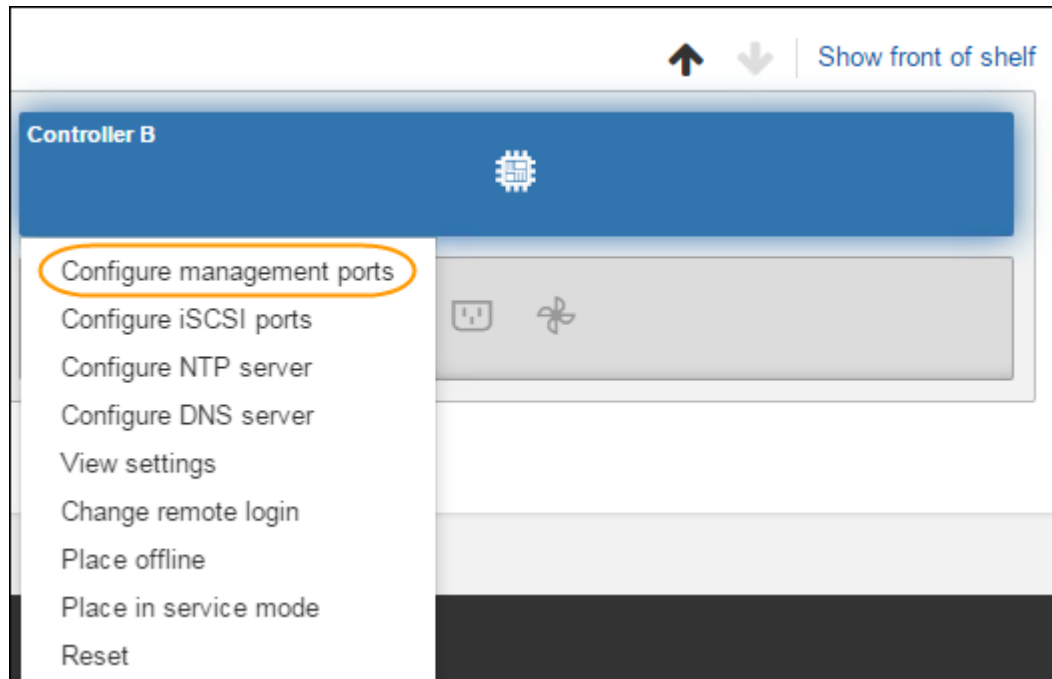 Show front of shelf
Controller B
Configure management ports
Configure iSCSI ports
Configure NTP server
Configure DNS server
View settings
Change remote login
Place offline
Place in service mode
Reset